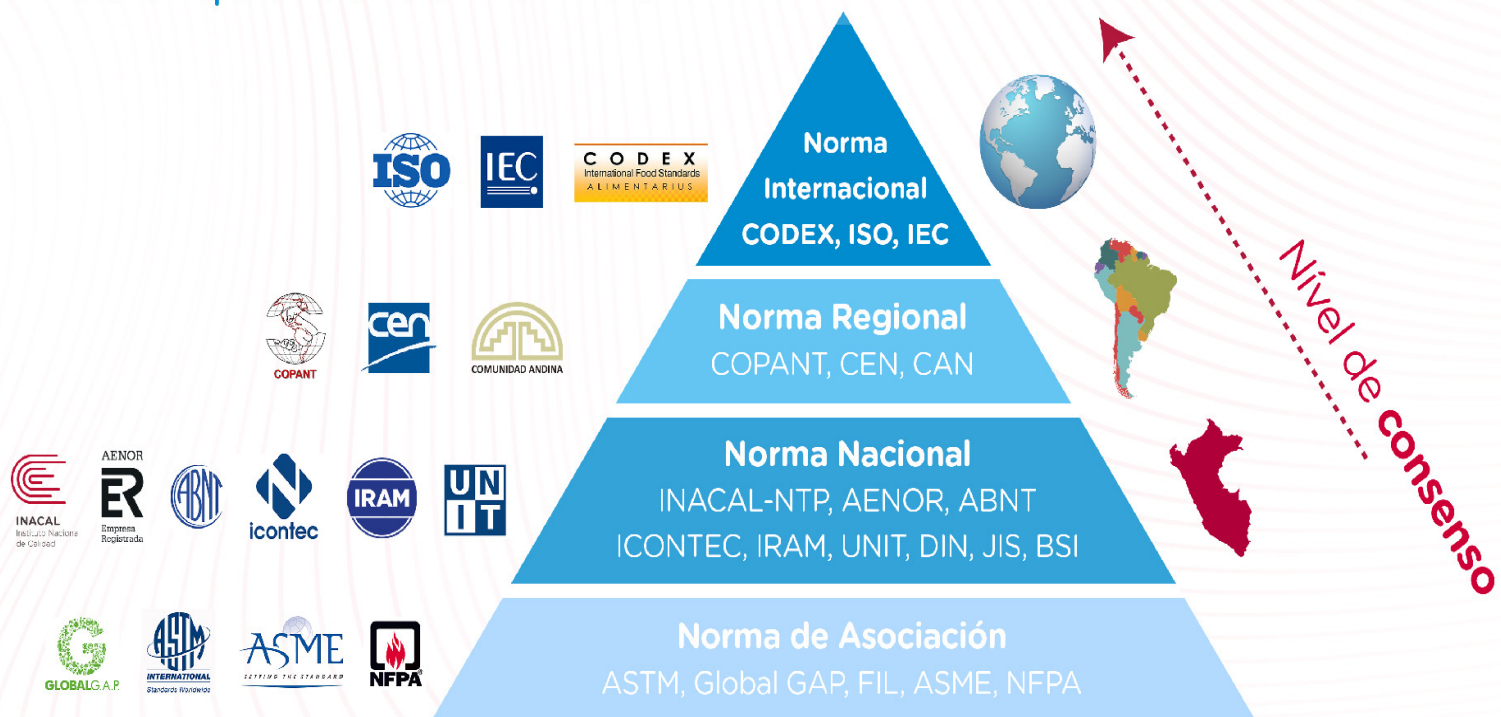 Norma
Internacional
CODEX, ISO, IEC
ISO
IEC
CODEX
International Food Standards
ALIMENTARIUS
Norma Regional
COPANT, CEN, CAN
COPANT
cen
COMUNIDAD ANDINA
Norma Nacional
INACAL-NTP, AENOR, ABNT
ICONTEC, IRAM, UNIT, DIN, JIS, BSI
INACAL
Instituto Naciona
de Calidad
AENOR
ER
Empresa
Registrada
ABNT
icontec
IRAM
UN
IT
Norma de Asociación
ASTM, Global GAP, FIL, ASME, NFPA
G
GLOBALG.A.P.
ASTM
INTERNATIONAL
Standards Worldwide
ASME
SETTING THE STANDARD
NFPA
Nível de consenso